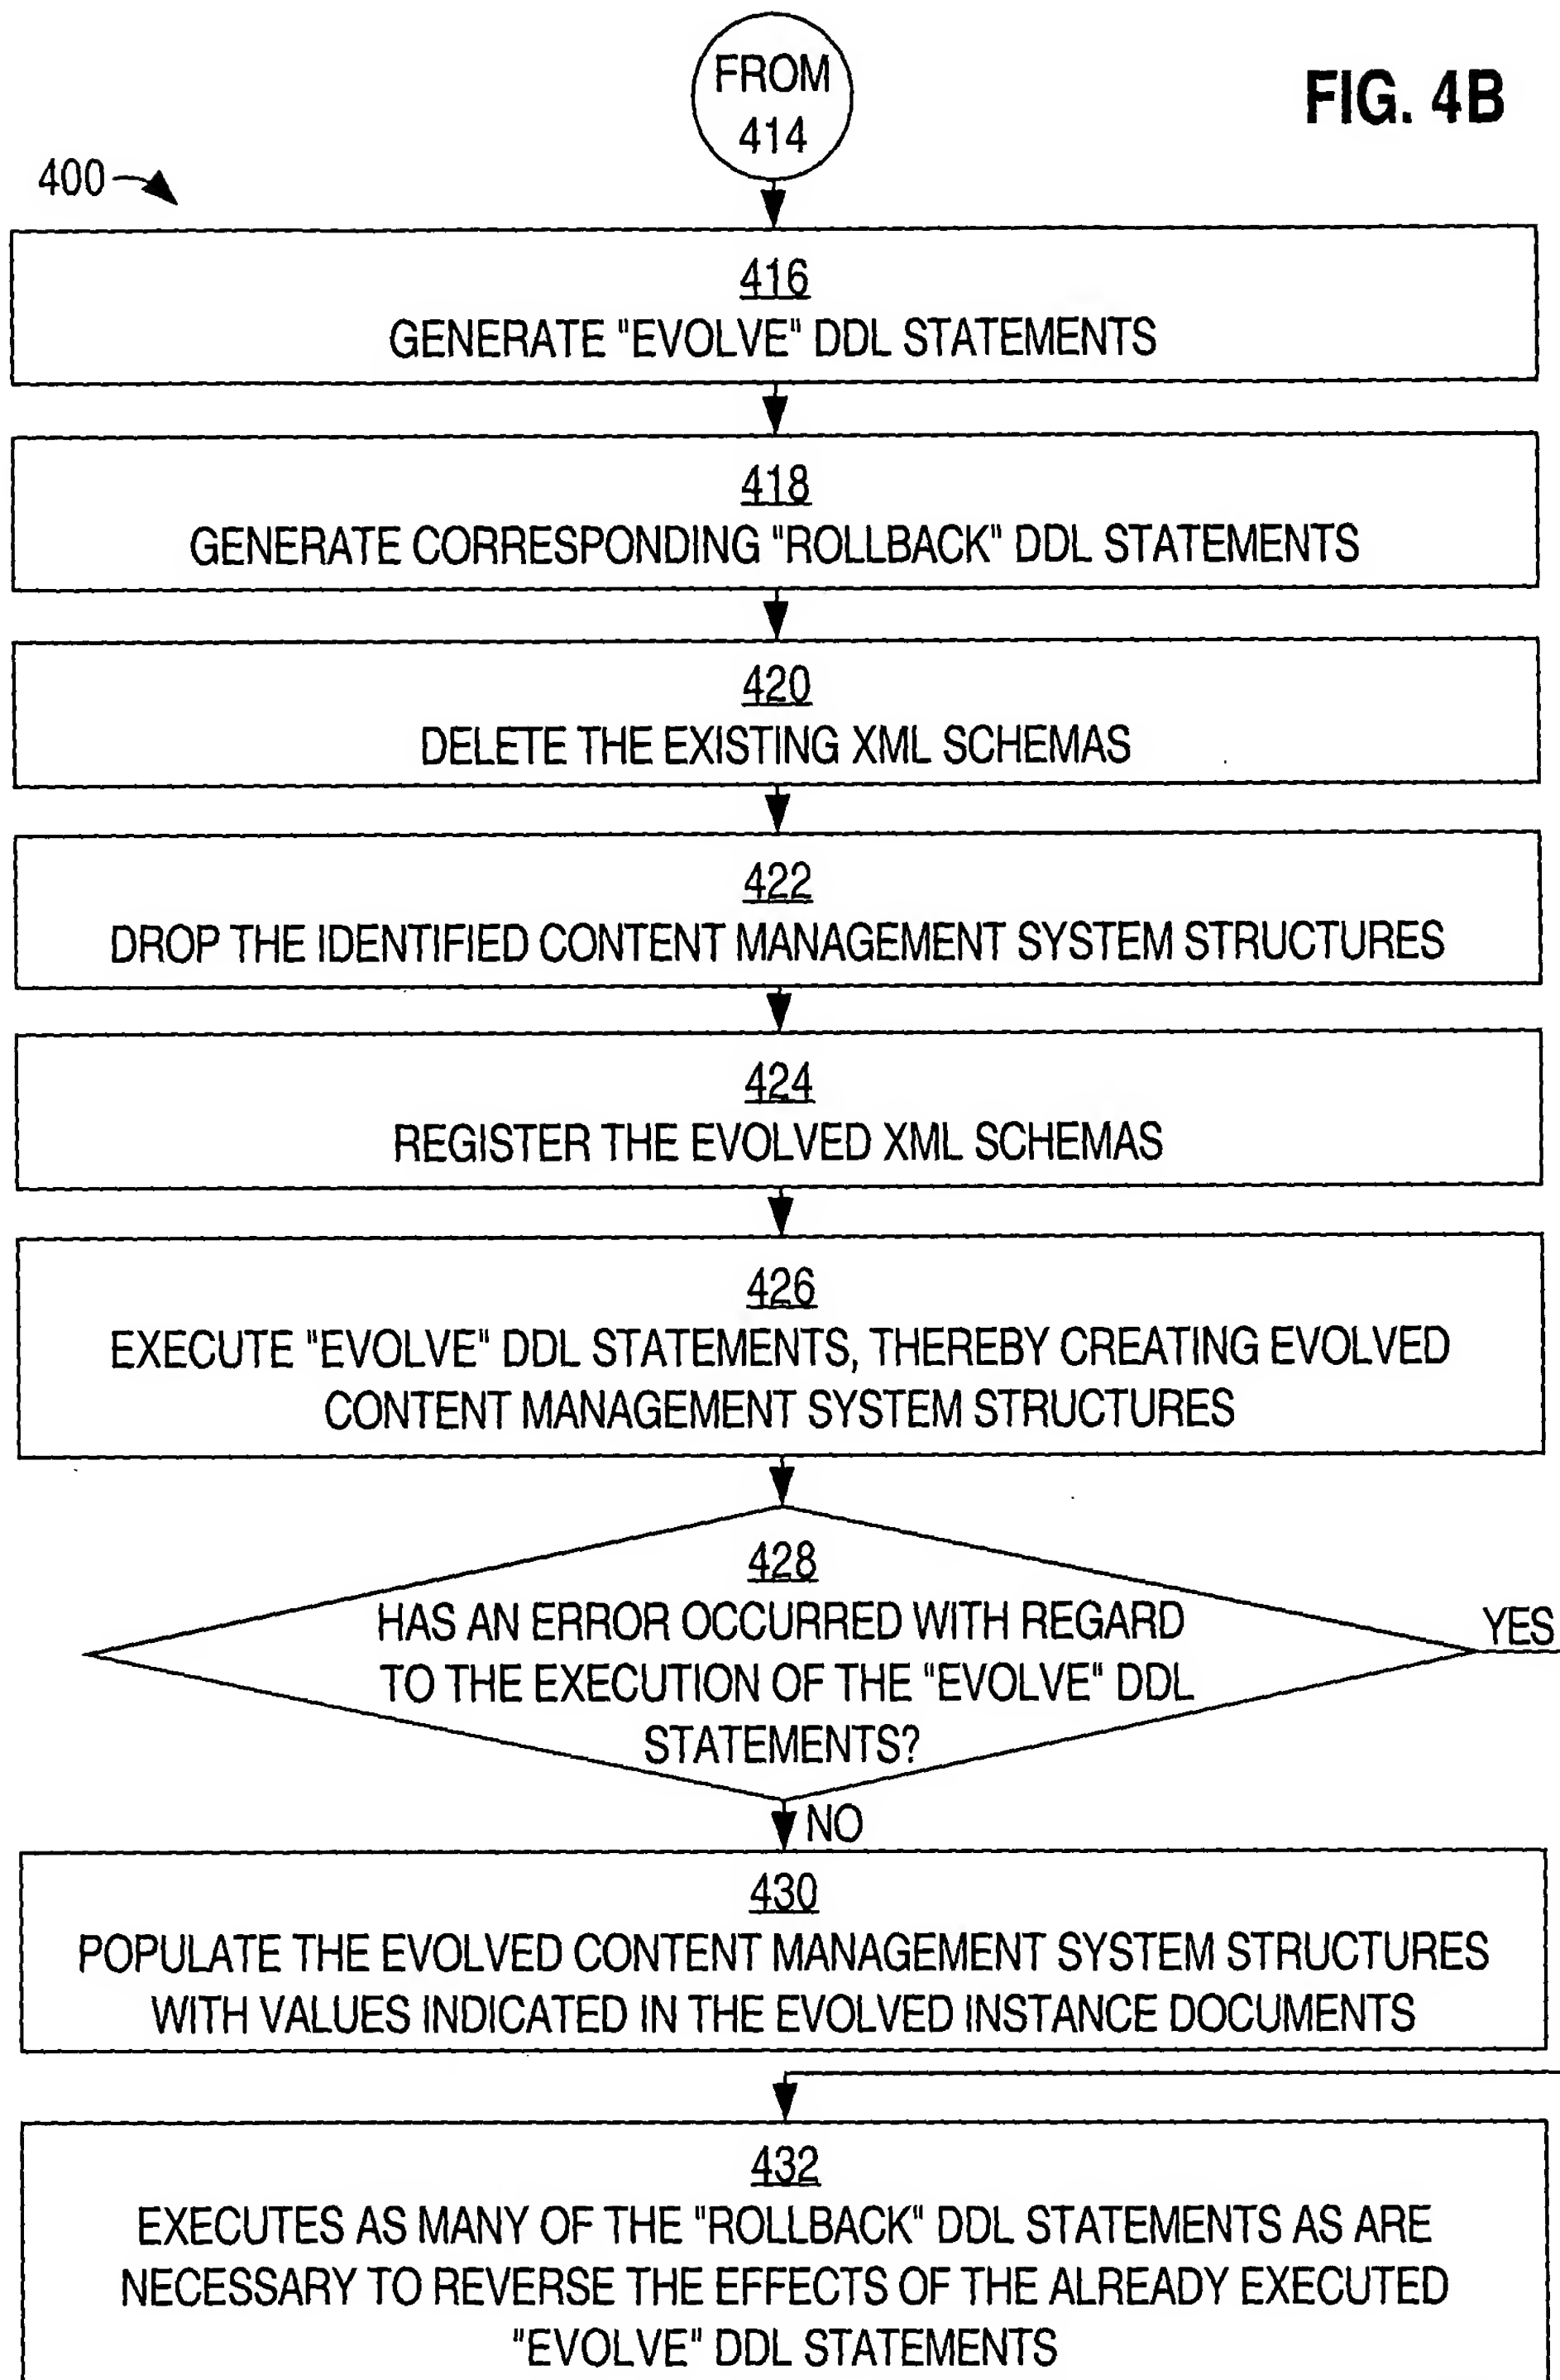 FROM
414
FIG. 4B
400
416
GENERATE "EVOLVE" DDL STATEMENTS
418
GENERATE CORRESPONDING "ROLLBACK" DDL STATEMENTS
420
DELETE THE EXISTING XML SCHEMAS
422
DROP THE IDENTIFIED CONTENT MANAGEMENT SYSTEM STRUCTURES
424
REGISTER THE EVOLVED XML SCHEMAS
426
EXECUTE "EVOLVE" DDL STATEMENTS, THEREBY CREATING EVOLVED
CONTENT MANAGEMENT SYSTEM STRUCTURES
428
HAS AN ERROR OCCURRED WITH REGARD
TO THE EXECUTION OF THE "EVOLVE" DDL
STATEMENTS?
YES
NO
430
POPULATE THE EVOLVED CONTENT MANAGEMENT SYSTEM STRUCTURES
WITH VALUES INDICATED IN THE EVOLVED INSTANCE DOCUMENTS
432
EXECUTES AS MANY OF THE "ROLLBACK" DDL STATEMENTS AS ARE
NECESSARY TO REVERSE THE EFFECTS OF THE ALREADY EXECUTED
"EVOLVE" DDL STATEMENTS